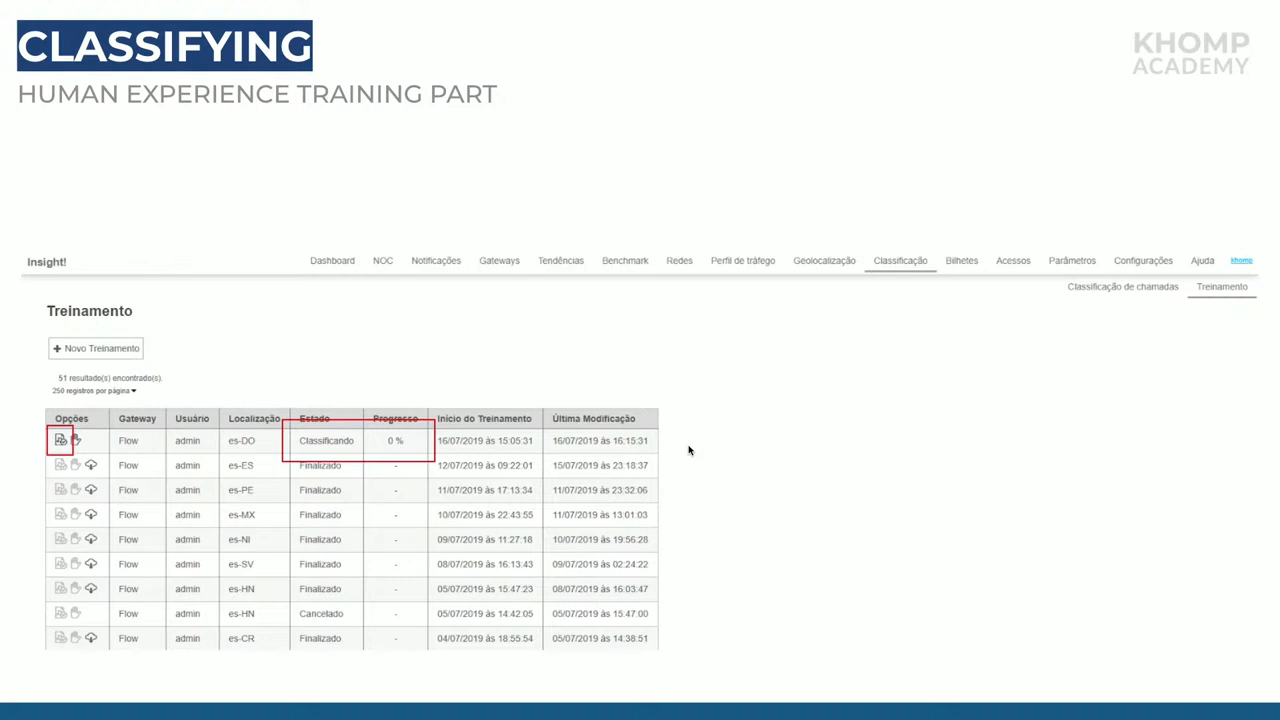 CLASSIFYING
KHOMP
ACADEMY
HUMAN EXPERIENCE TRAINING PART
Insight! Dashboard NOC Notificações Gateways Tendências Benchmark Redes Perfil de tráfego Geolocalização Classificação Bilhetes Acessos Parâmetros Configurações Ajuda khomp
Classificação de chamadas Treinamento
Treinamento
+ Novo Treinamento
51 resultado(s) encontrado(s).
250 registros por página
Opções Gateway Usuário Localização Estado Progresso Início do Treinamento Última Modificação
Flow admin es-DO Classificando 0 % 16/07/2019 às 15:05:31 16/07/2019 às 16:15:31
Flow admin es-ES Finalizado - 12/07/2019 às 09:22:01 15/07/2019 às 23:18:37
Flow admin es-PE Finalizado - 11/07/2019 às 17:13:34 11/07/2019 às 23:32:06
Flow admin es-MX Finalizado - 10/07/2019 às 22:43:55 11/07/2019 às 13:01:03
Flow admin es-NI Finalizado - 09/07/2019 às 11:27:18 10/07/2019 às 19:56:28
Flow admin es-SV Finalizado - 08/07/2019 às 16:13:43 09/07/2019 às 02:24:22
Flow admin es-HN Finalizado - 05/07/2019 às 15:47:23 08/07/2019 às 16:03:47
Flow admin es-HN Cancelado - 05/07/2019 às 14:42:05 05/07/2019 às 15:47:00
Flow admin es-CR Finalizado - 04/07/2019 às 18:55:54 05/07/2019 às 14:38:51